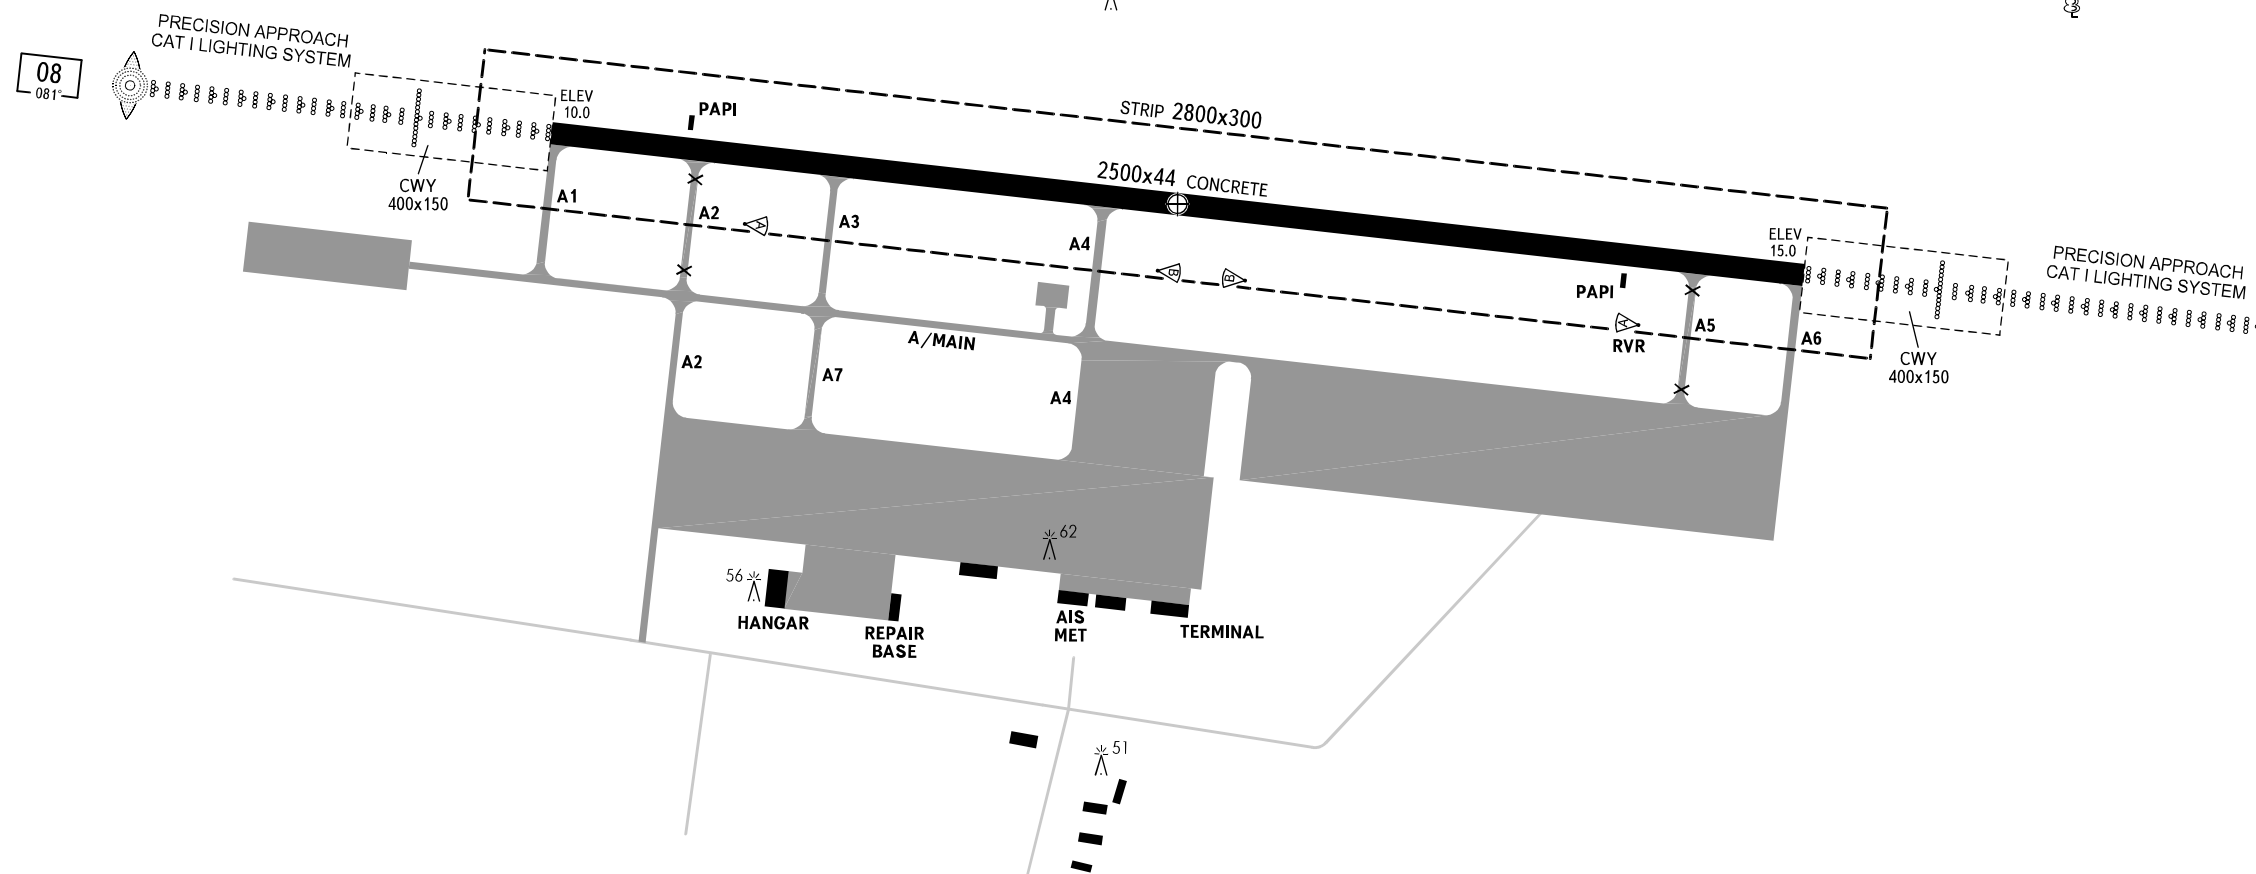 PRECISION APPROACH
CAT I LIGHTING SYSTEM
08
081°
ELEV
10.0
PAPI
STRIP 2800x300
2500x44 CONCRETE
CWY
400x150
A1
A2
A
A3
A4
B
B
ELEV
15.0
PRECISION APPROACH
CAT I LIGHTING SYSTEM
PAPI
A
RVR
A5
A6
CWY
400x150
A/MAIN
A2
A7
A4
62
56
HANGAR
REPAIR
BASE
AIS
MET
TERMINAL
51